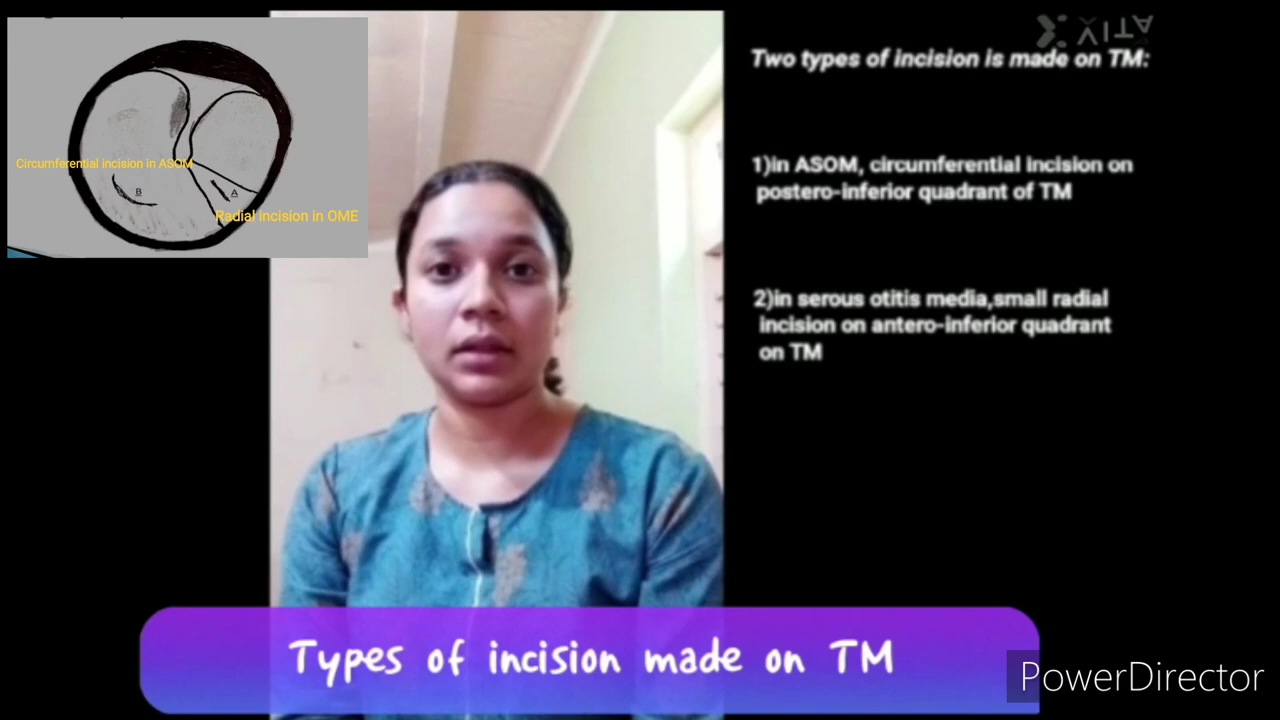 Circumferential incision in ASOM
B
A
Radial incision in OME
Two types of incision is made on TM:
1)in ASOM, circumferential incision on
postero-inferior quadrant of TM
2)in serous otitis media,small radial
incision on antero-inferior quadrant
on TM
Types of incision made on TM
PowerDirector